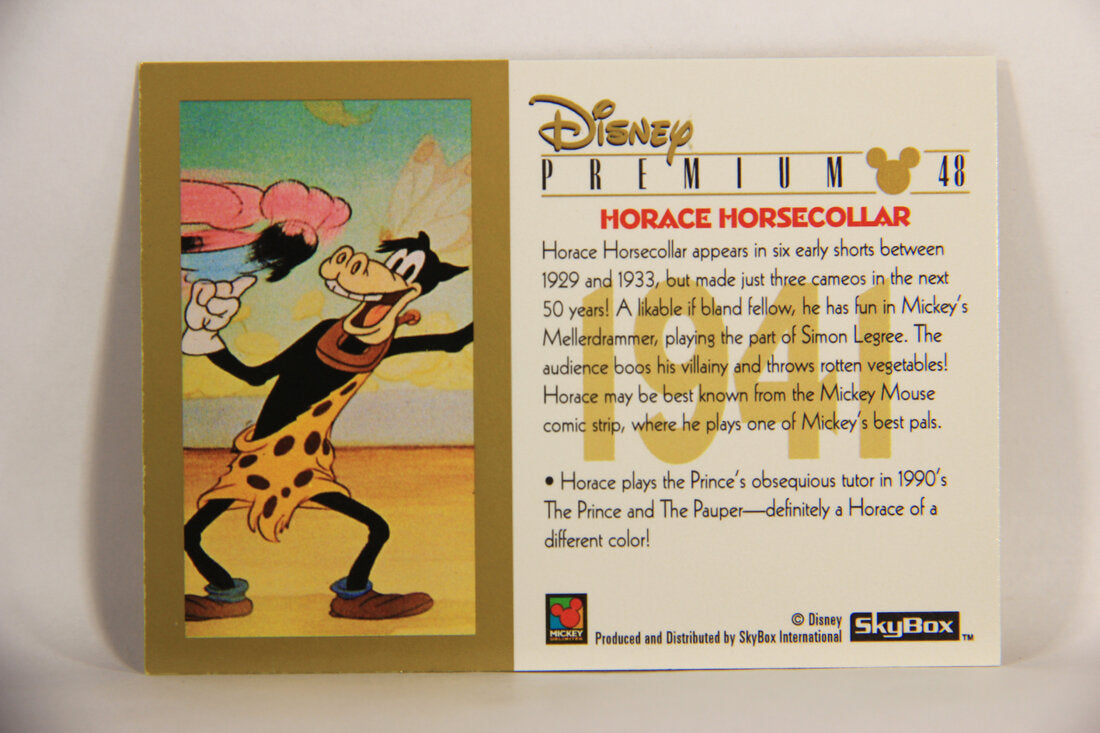 Disney
PREMIUM 48
HORACE HORSECOLLAR
Horace Horsecollar appears in six early shorts between
1929 and 1933, but made just three cameos in the next
50 years! A likable if bland fellow, he has fun in Mickey's
Mellerdrammer, playing the part of Simon Legree. The
audience boos his villainy and throws rotten vegetables!
Horace may be best known from the Mickey Mouse
comic strip, where he plays one of Mickey's best pals.
1941
• Horace plays the Prince's obsequious tutor in 1990's
The Prince and The Pauper—definitely a Horace of a
different color!
MICKEY
UNLIMITED
© Disney
Produced and Distributed by SkyBox International
SkyBox™